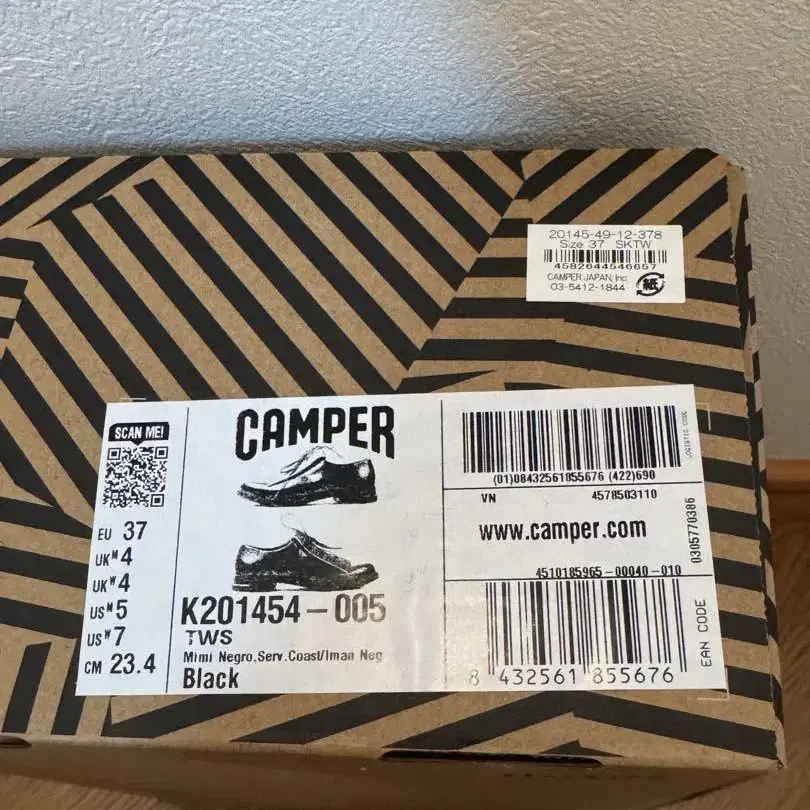 20145-49-12-378
Size 37 SKTW
4582644546657
CAMPER JAPAN, Inc.
03-5412-1844
紙
SCAN ME!
EU 37
UK M 4
UK W 4
US M 5
US W 7
CM 23.4
CAMPER
K201454-005
TWS
Mimi Negro,Serv.Coast/Iman Neg
Black
(01)08432561855676 (422)690
VN 4578503110
www.camper.com
4510185965-00040-010
8 432561 855676
0305770386
EAN CODE